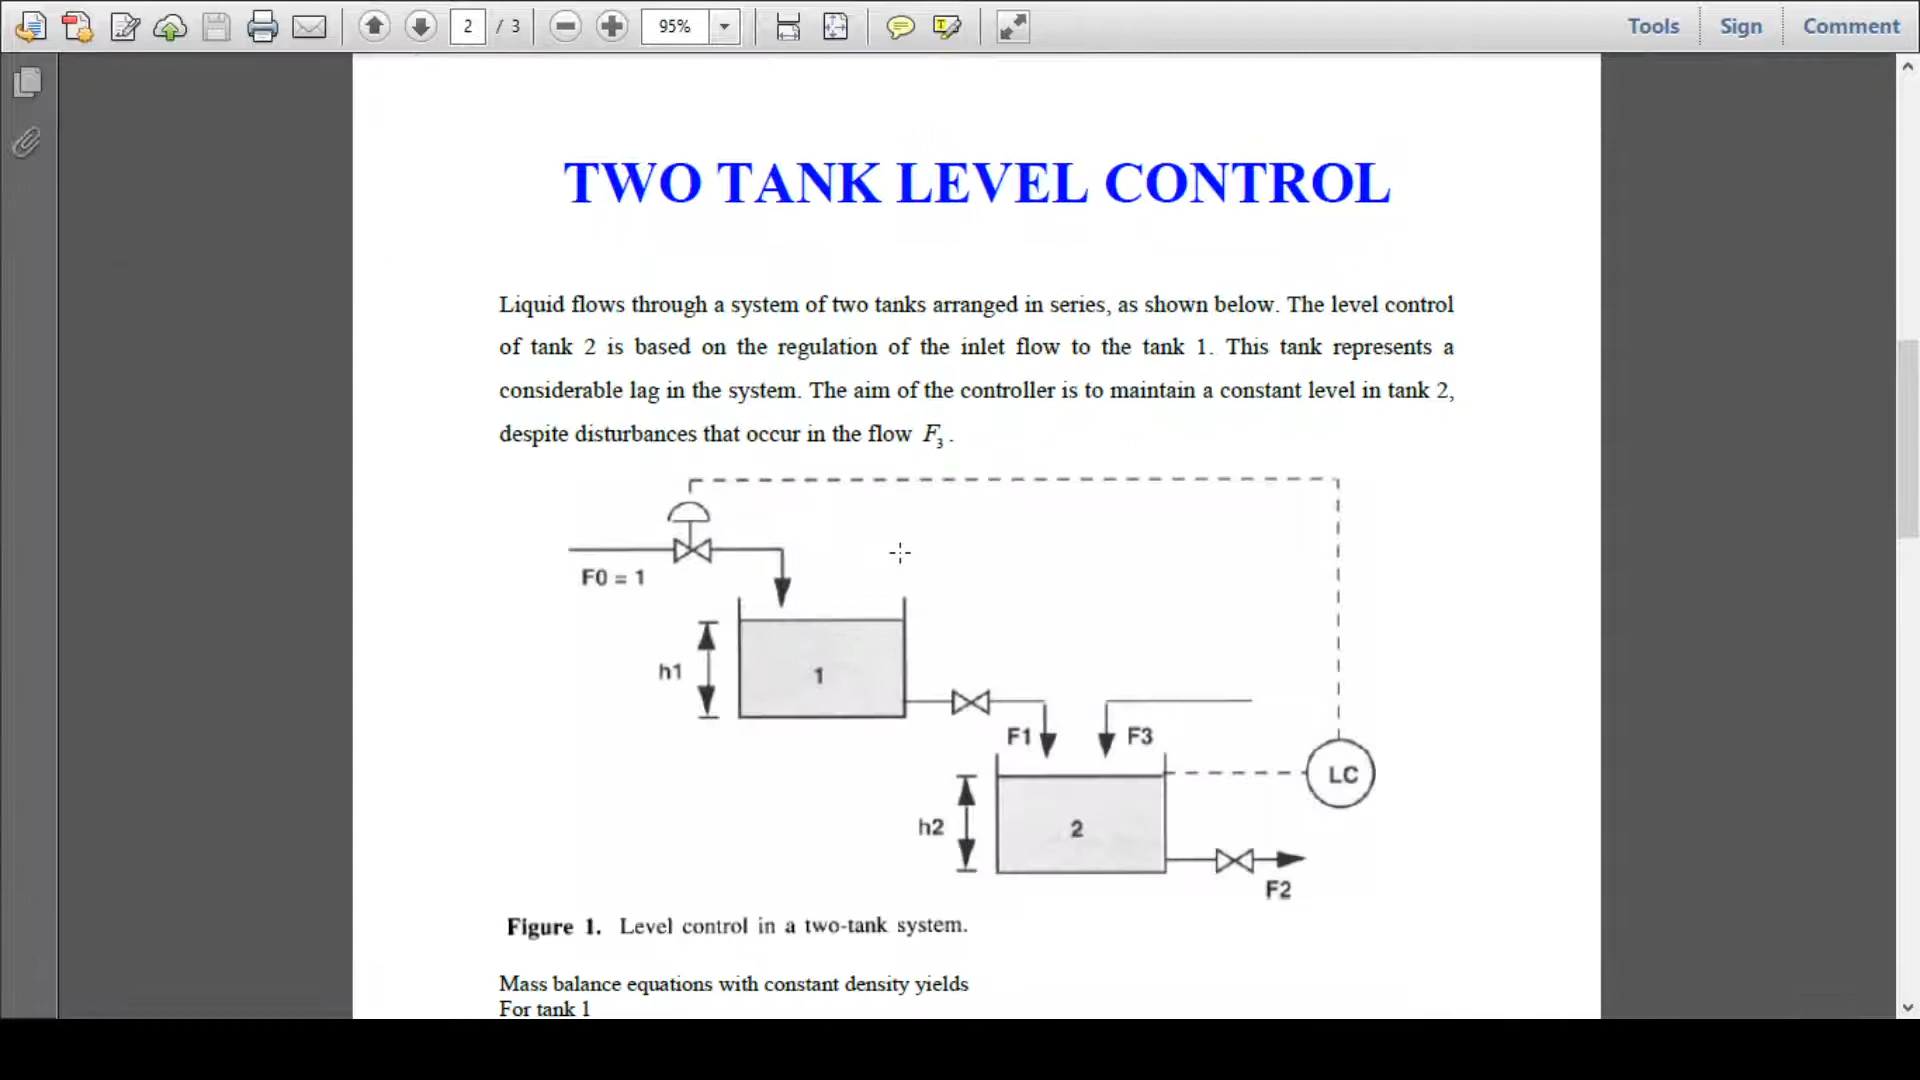 2 / 3 95% Tools Sign Comment
TWO TANK LEVEL CONTROL
Liquid flows through a system of two tanks arranged in series, as shown below. The level control
of tank 2 is based on the regulation of the inlet flow to the tank 1. This tank represents a
considerable lag in the system. The aim of the controller is to maintain a constant level in tank 2,
despite disturbances that occur in the flow F₃ .
F0 = 1
h1
1
F1
F3
LC
h2
2
F2
Figure 1. Level control in a two-tank system.
Mass balance equations with constant density yields
For tank 1